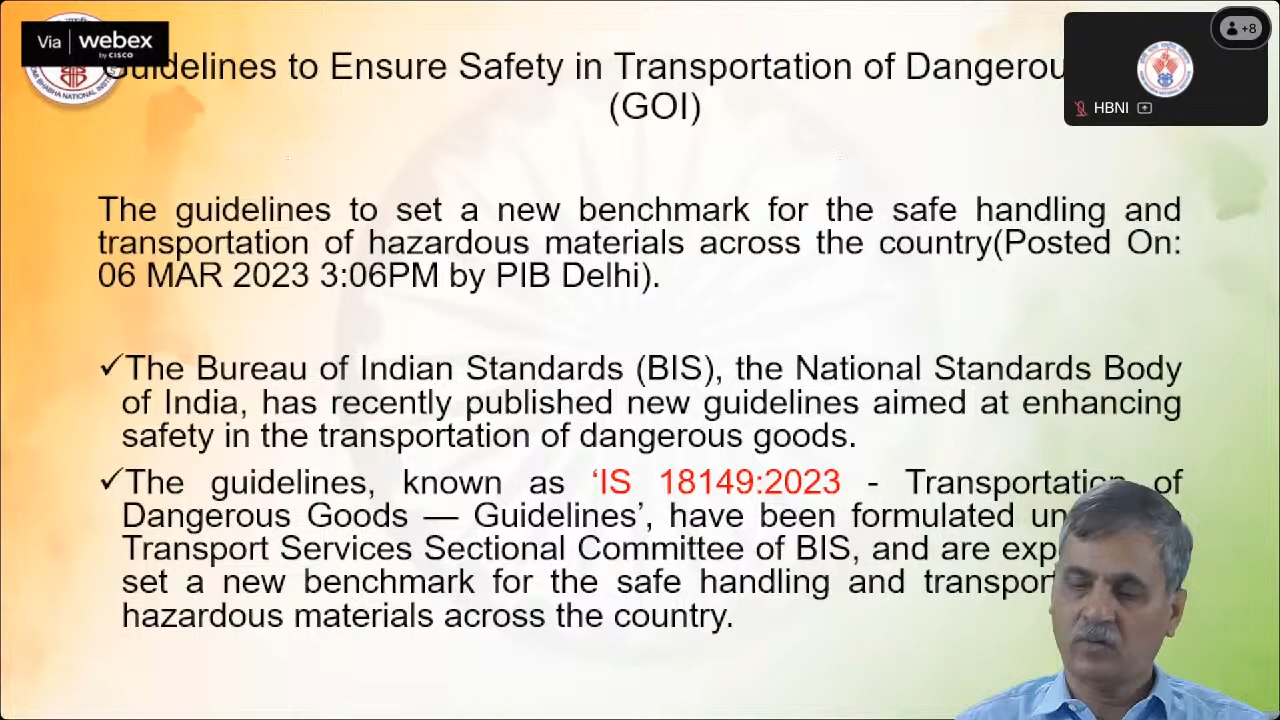 Via webex
by CISCO
+8
HBNI
BHABHA NATIONAL
Guidelines to Ensure Safety in Transportation of
(GOI)
The guidelines to set a new benchmark for the safe handling and
transportation of hazardous materials across the country(Posted On:
06 MAR 2023 3:06PM by PIB Delhi).
✓The Bureau of Indian Standards (BIS), the National Standards Body
of India, has recently published new guidelines aimed at enhancing
safety in the transportation of dangerous goods.
✓The guidelines, known as ‘IS 18149:2023 - Transportation of
Dangerous Goods — Guidelines’, have been formulated
Transport Services Sectional Committee of BIS, and are
set a new benchmark for the safe handling and
hazardous materials across the country.